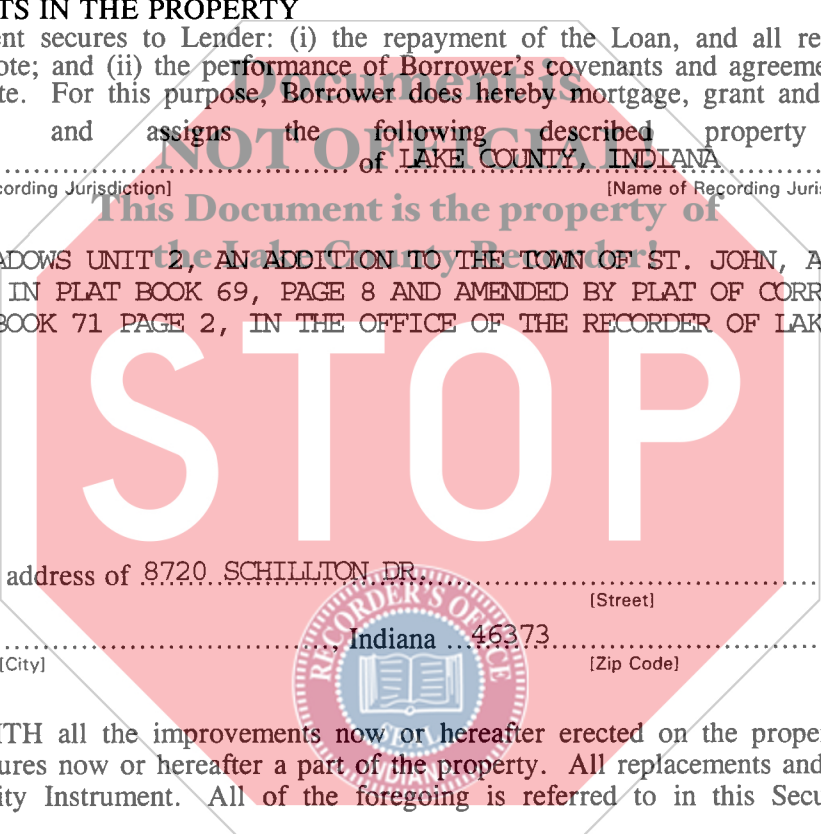 TS IN THE PROPERTY
ent secures to Lender: (i) the repayment of the Loan, and all re
ote; and (ii) the performance of Borrower's covenants and agreeme
te. For this purpose, Borrower does hereby mortgage, grant and
and assigns the following described property
of LAKE COUNTY, INDIANA
cording Jurisdiction] [Name of Recording Juris
Document is
NOT OFFICIAL!
This Document is the property of
the Lake County Recorder!
ADOWS UNIT 2, AN ADDITION TO THE TOWN OF ST. JOHN, A
IN PLAT BOOK 69, PAGE 8 AND AMENDED BY PLAT OF CORR
BOOK 71 PAGE 2, IN THE OFFICE OF THE RECORDER OF LAK
STOP
address of 8720 SCHILLTON DR.
[Street]
, Indiana 46373
[City] [Zip Code]
RECORDER'S OFFICE
SEAL
INDIANA
ITH all the improvements now or hereafter erected on the prope
ures now or hereafter a part of the property. All replacements and
ity Instrument. All of the foregoing is referred to in this Secu